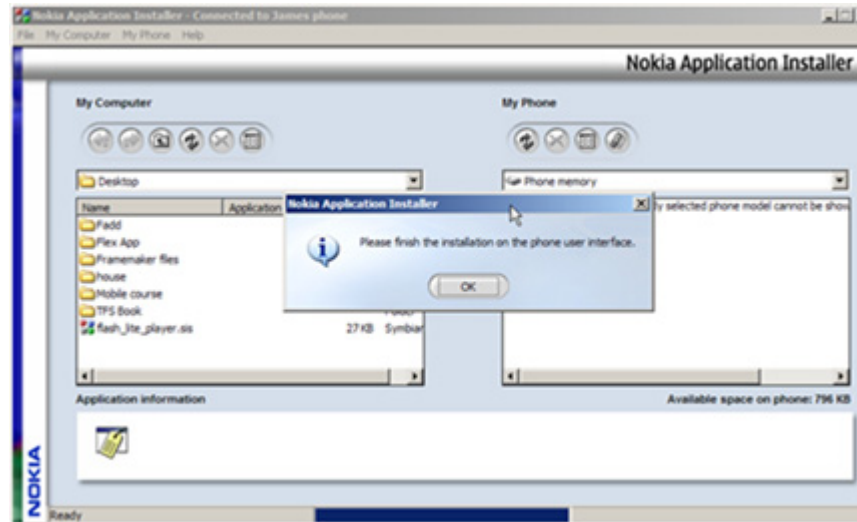 Nokia Application Installer - Connected to James phone
File My Computer My Phone Help
Nokia Application Installer
My Computer
My Phone
Desktop
Phone memory
Name Application
Nokia Application Installer
ly selected phone model cannot be show
Fadd
Flex App
Please finish the installation on the phone user interface.
Framemaker files
house
OK
Mobile course
TFS Book
Folder
flash_lite_player.sis 27 KB Symbian
Application information
Available space on phone: 796 KB
NOKIA
Ready